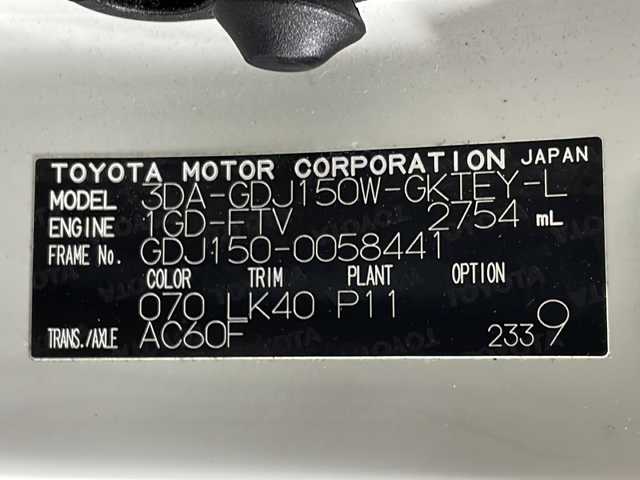 TOYOTA MOTOR CORPORATION JAPAN
MODEL 3DA-GDJ150W-GKTEY-L
ENGINE 1GD-FTV 2754 mL
FRAME No. GDJ150-0058441
COLOR TRIM PLANT OPTION
070 LK40 P11
TRANS./AXLE AC60F 2339